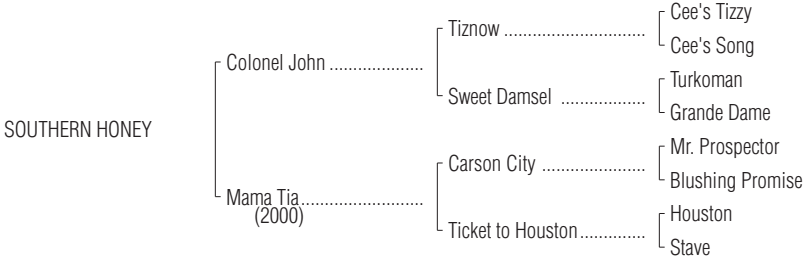 Cee's Tizzy
Tiznow ..............................
Cee's Song
Colonel John ....................
Turkoman
Sweet Damsel ..................
Grande Dame
SOUTHERN HONEY
Mr. Prospector
Carson City ......................
Blushing Promise
Mama Tia..........................
(2000)
Houston
Ticket to Houston..............
Stave